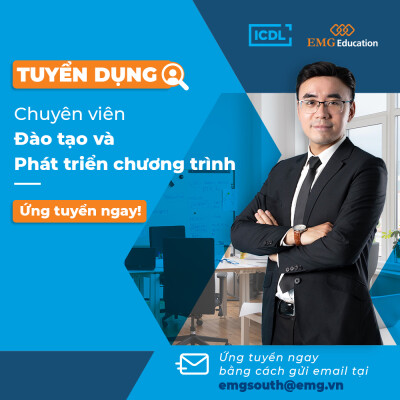 ICDL
EMG Education
TUYỂN DỤNG
Chuyên viên
Đào tạo và
Phát triển chương trình
Ứng tuyển ngay!
Ứng tuyển ngay
bằng cách gửi email tại
emgsouth@emg.vn